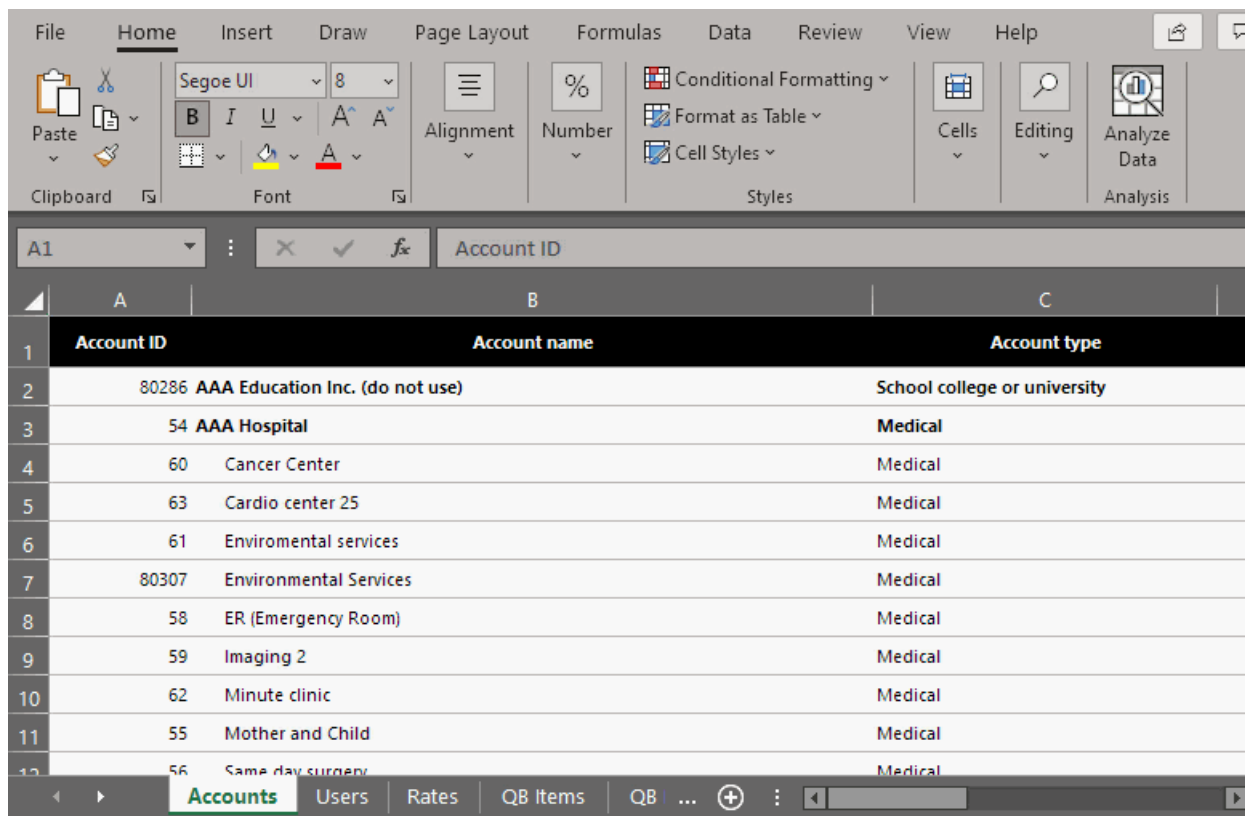 File Home Insert Draw Page Layout Formulas Data Review View Help
Segoe UI 8
Paste
B I U A A
A
Alignment
%
Number
Conditional Formatting
Format as Table
Cell Styles
Cells
Editing
Analyze
Data
Clipboard Font Styles Analysis
A1 fx Account ID
A B C
1 Account ID Account name Account type
2 80286 AAA Education Inc. (do not use) School college or university
3 54 AAA Hospital Medical
4 60 Cancer Center Medical
5 63 Cardio center 25 Medical
6 61 Enviromental services Medical
7 80307 Environmental Services Medical
8 58 ER (Emergency Room) Medical
9 59 Imaging 2 Medical
10 62 Minute clinic Medical
11 55 Mother and Child Medical
12 56 Same day surgery Medical
Accounts Users Rates QB Items QB ...